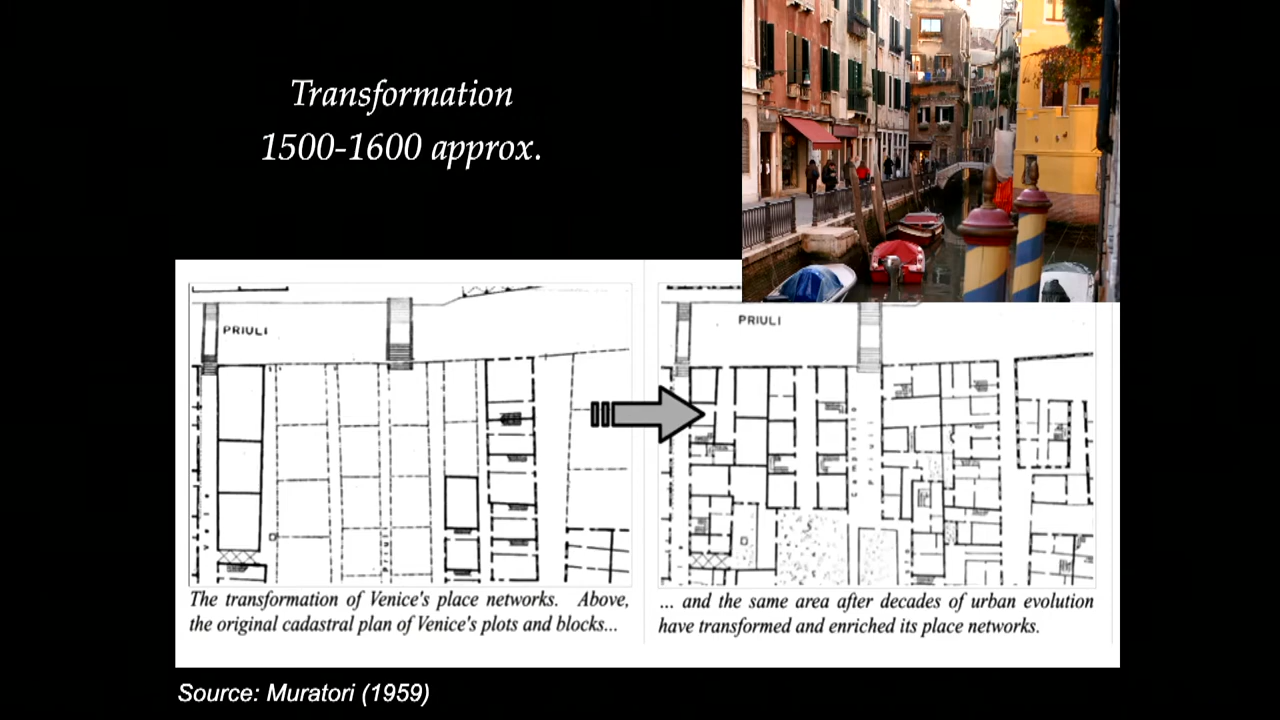 Transformation
1500-1600 approx.
PRIULI
PRIULI
The transformation of Venice's place networks. Above,
the original cadastral plan of Venice's plots and blocks...
... and the same area after decades of urban evolution
have transformed and enriched its place networks.
Source: Muratori (1959)